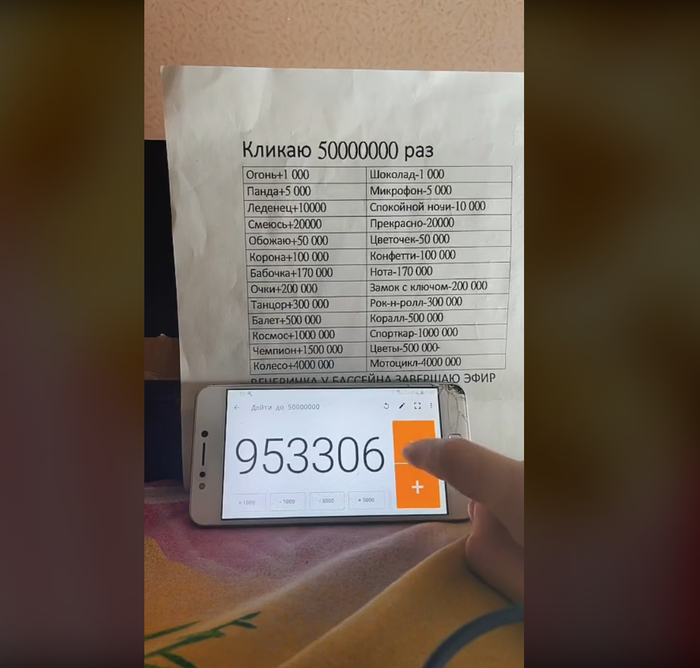 Кликаю 50000000 раз
Огонь+1 000 Шоколад-1 000
Панда+5 000 Микрофон-5 000
Леденец+10000 Спокойной ночи-10 000
Смеюсь+20000 Прекрасно-20000
Обожаю+50 000 Цветочек-50 000
Корона+100 000 Конфетти-100 000
Бабочка+170 000 Нота-170 000
Очки+200 000 Замок с ключом-200 000
Танцор+300 000 Рок-н-ролл-300 000
Балет+500 000 Коралл-500 000
Космос+1000 000 Спорткар-1000 000
Чемпион+1500 000 Цветы-500 000-
Колесо+4000 000 Мотоцикл-4000 000
ВЕЧЕРИНКА У БАССЕЙНА ЗАВЕРШАЮ ЭФИР
Дойти до 50000000
953306
+